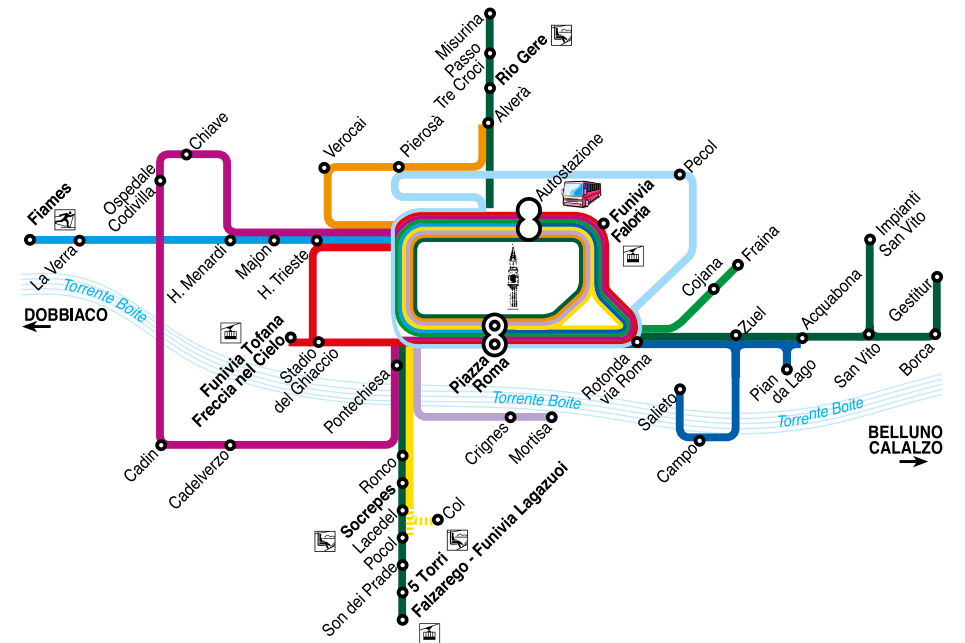 Misurina
Passo
Tre Croci
Rio Gere
Alverà
Verocai
Pierosà
Chiave
Ospedale
Codivilla
Autostazione
Pecol
Funivia
Faloria
Fiames
La Verra
H. Menardi
Majon
H. Trieste
Cojana
Fraina
Impianti
San Vito
Gestitur
Torrente Boite
DOBBIACO
Funivia Tofana
Freccia nel Cielo
Stadio
del Ghiaccio
Pontechiesa
Piazza
Roma
Rotonda
via Roma
Zuel
Acquabona
Pian
da Lago
San Vito
Borca
Salieto
Campo
Torrente Boite
Torrente Boite
BELLUNO
CALALZO
Cadin
Cadelverzo
Crignes
Mortisa
Ronco
Socrepes
Lacedel
Col
Pocol
Son dei Prade
5 Torri
Falzarego - Funivia Lagazuoi